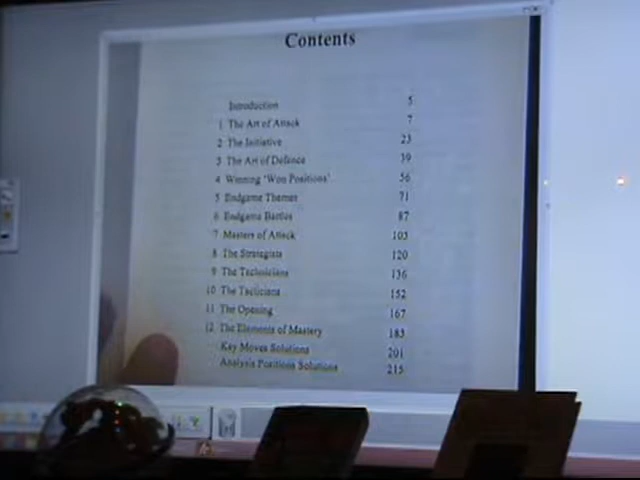 Contents
Introduction 5
1 The Art of Attack 7
2 The Initiative 23
3 The Art of Defence 39
4 Winning 'Won Positions' 56
5 Endgame Themes 71
6 Endgame Battles 87
7 Masters of Attack 103
8 The Strategists 120
9 The Technicians 136
10 The Tacticians 152
11 The Opening 167
12 The Elements of Mastery 183
Key Moves Solutions 201
Analysis Positions Solutions 215